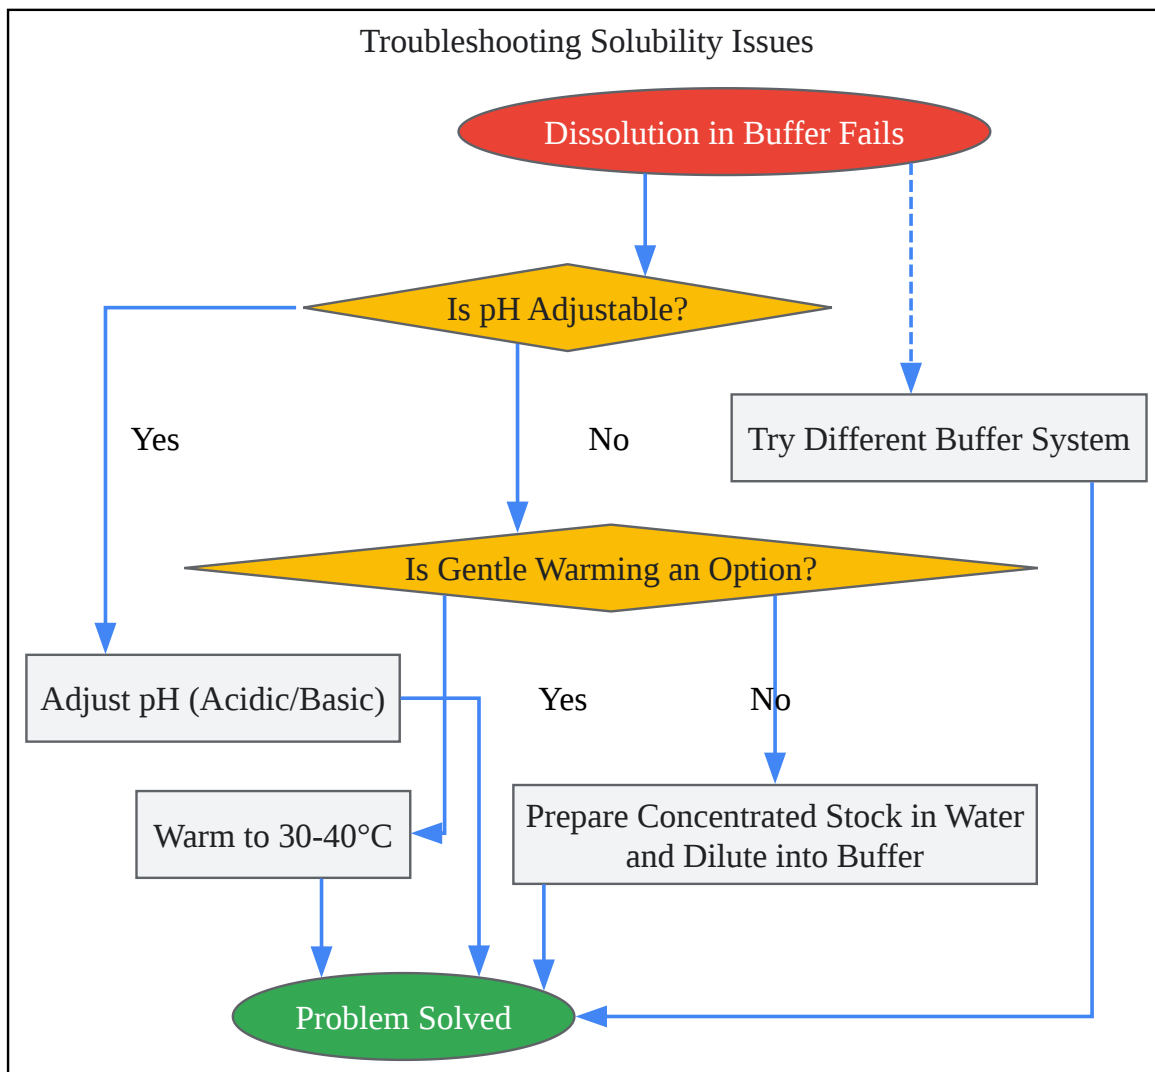 Troubleshooting Solubility Issues
Dissolution in Buffer Fails
Is pH Adjustable?
Yes
No
Try Different Buffer System
Is Gentle Warming an Option?
Adjust pH (Acidic/Basic)
Yes
No
Warm to 30-40°C
Prepare Concentrated Stock in Water
and Dilute into Buffer
Problem Solved